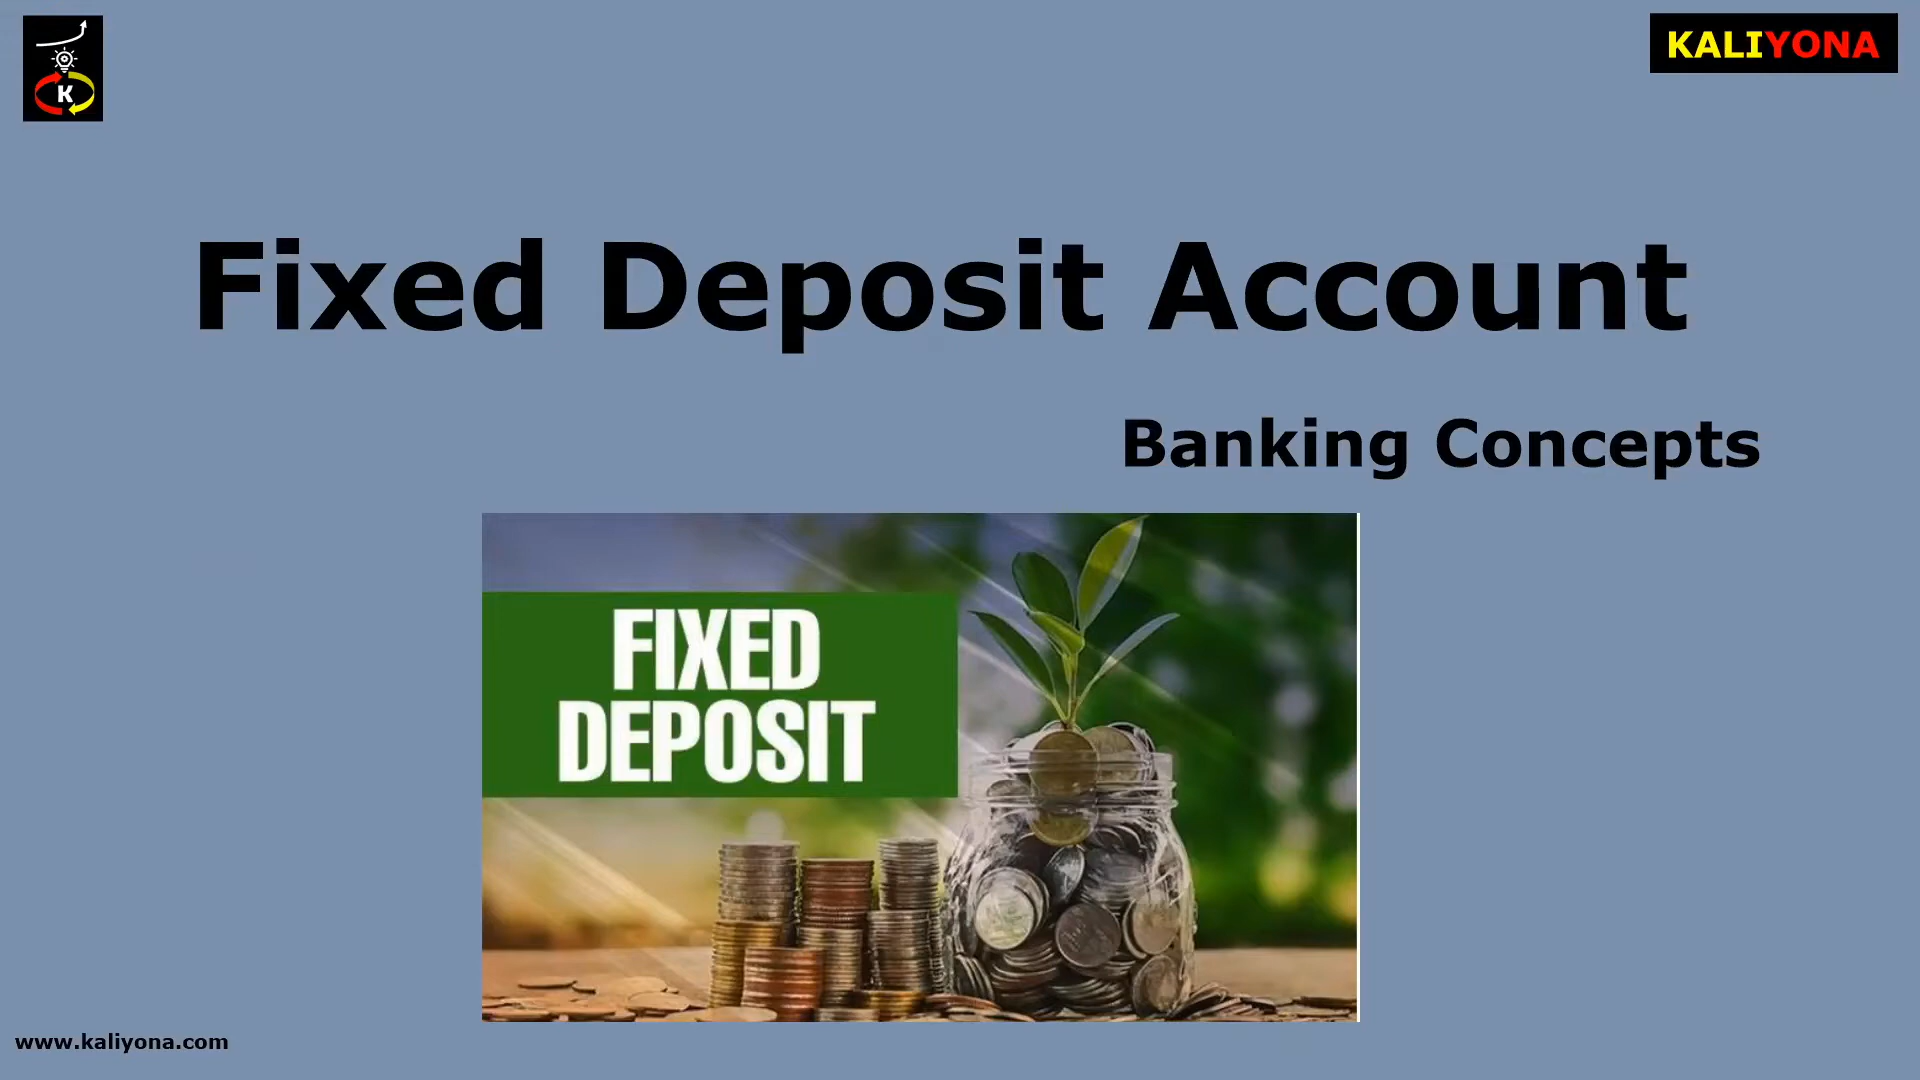 K
KALIYONA
Fixed Deposit Account
Banking Concepts
FIXED
DEPOSIT
www.kaliyona.com